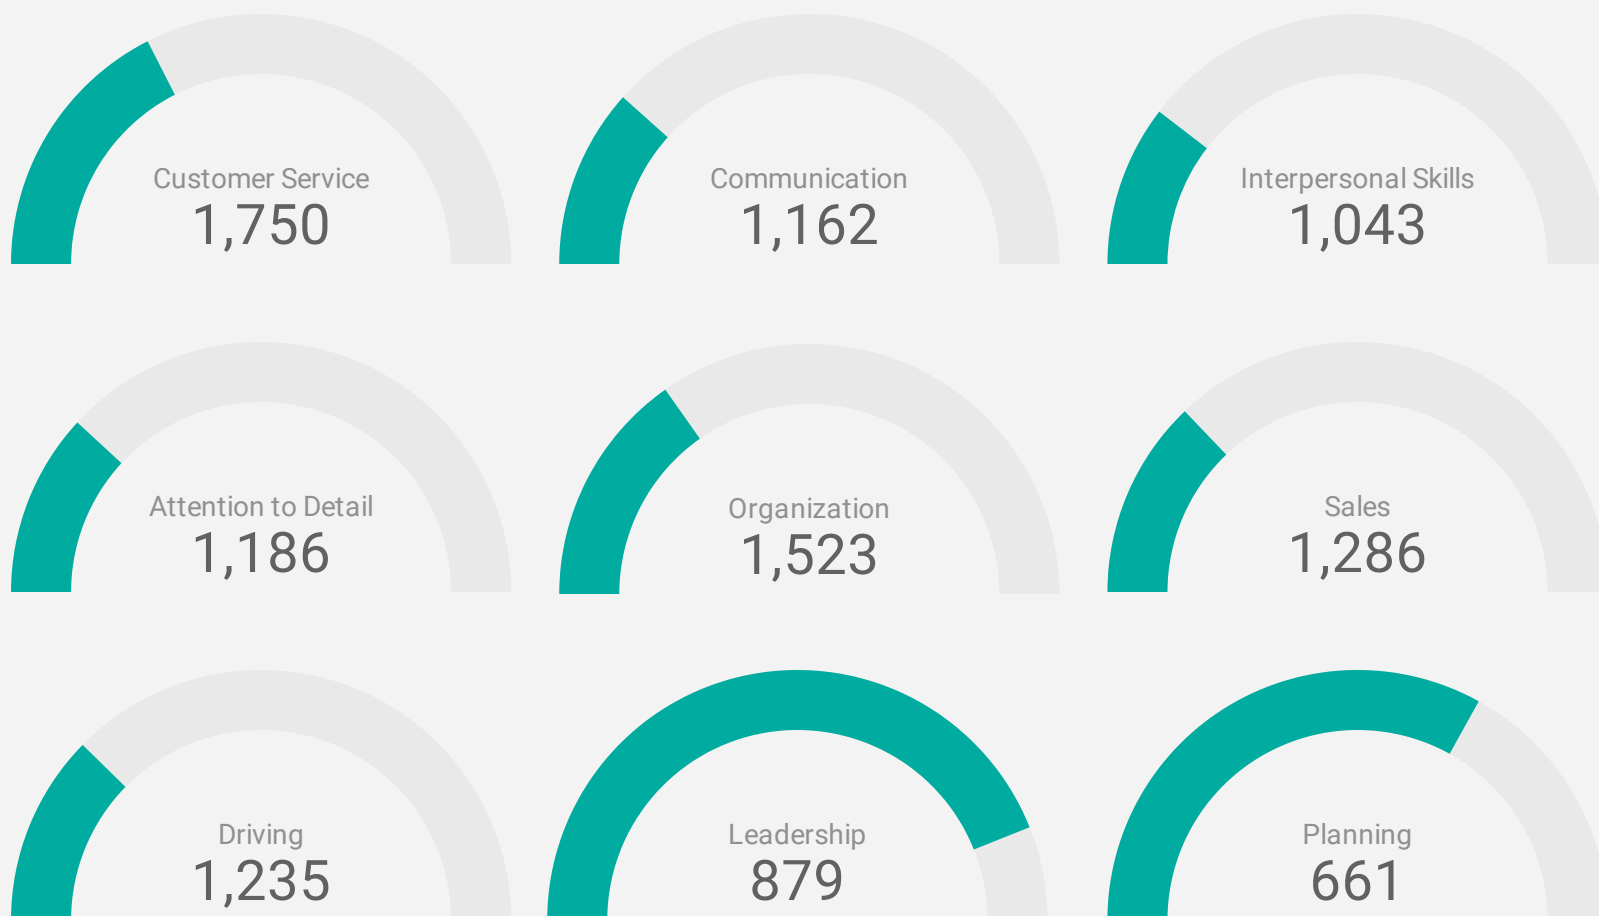 Customer Service
1,750
Communication
1,162
Interpersonal Skills
1,043
Attention to Detail
1,186
Organization
1,523
Sales
1,286
Driving
1,235
Leadership
879
Planning
661